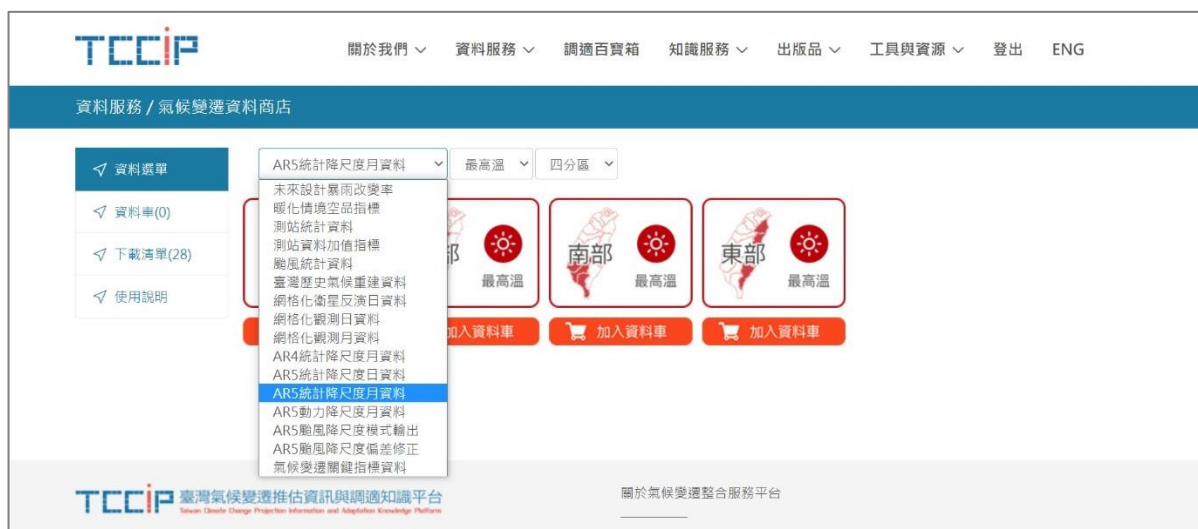 TCCIP
關於我們 資料服務 調適百寶箱 知識服務 出版品 工具與資源 登出 ENG
資料服務 / 氣候變遷資料商店
資料選單
資料車(0)
下載清單(28)
使用說明
AR5統計降尺度月資料 最高溫 四分區
未來設計暴雨改變率
暖化情境空品指標
測站統計資料
測站資料加值指標
颱風統計資料
臺灣歷史氣候重建資料
網格化衛星反演日資料
網格化觀測日資料
網格化觀測月資料
AR4統計降尺度月資料
AR5統計降尺度日資料
AR5統計降尺度月資料
AR5動力降尺度月資料
AR5颱風降尺度模式輸出
AR5颱風降尺度偏差修正
氣候變遷關鍵指標資料
部 最高溫
南部 最高溫
東部 最高溫
加入資料車
加入資料車
加入資料車
TCCIP 臺灣氣候變遷推估資訊與調適知識平台
Taiwan Climate Change Projection Information and Adaptation Knowledge Platform
關於氣候變遷整合服務平台